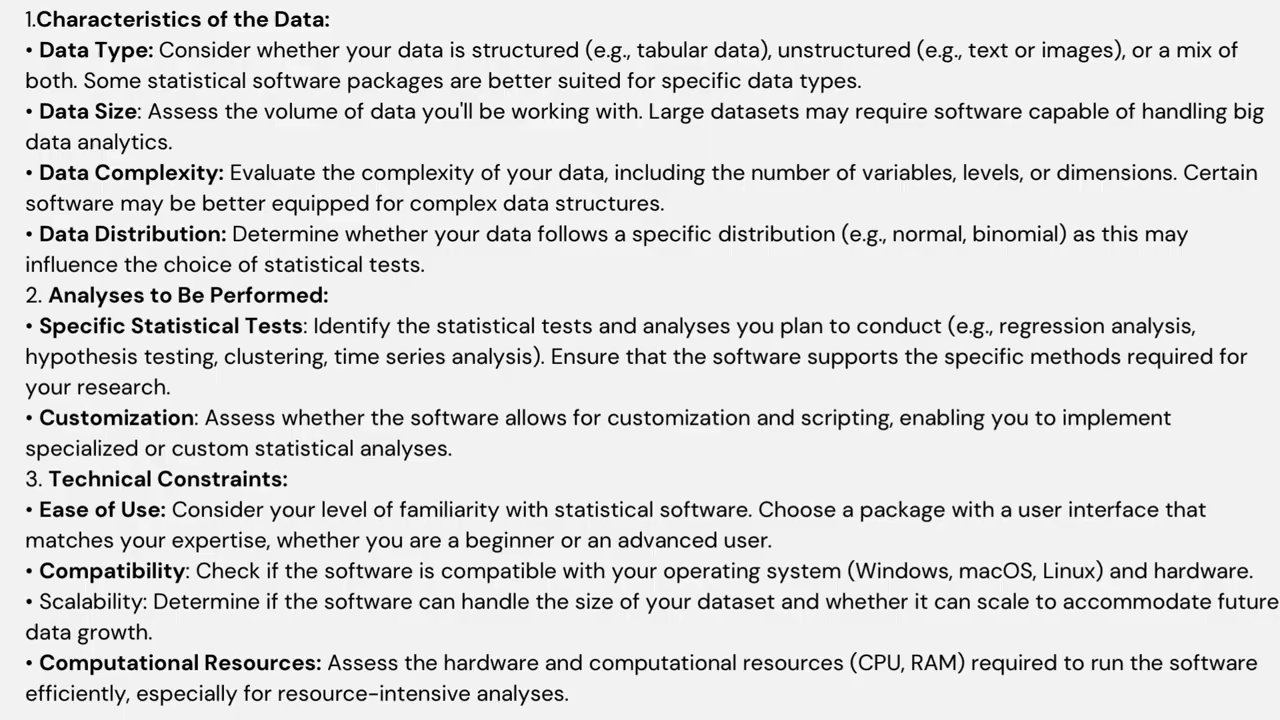 1.Characteristics of the Data:
• Data Type: Consider whether your data is structured (e.g., tabular data), unstructured (e.g., text or images), or a mix of
both. Some statistical software packages are better suited for specific data types.
• Data Size: Assess the volume of data you'll be working with. Large datasets may require software capable of handling big
data analytics.
• Data Complexity: Evaluate the complexity of your data, including the number of variables, levels, or dimensions. Certain
software may be better equipped for complex data structures.
• Data Distribution: Determine whether your data follows a specific distribution (e.g., normal, binomial) as this may
influence the choice of statistical tests.
2. Analyses to Be Performed:
• Specific Statistical Tests: Identify the statistical tests and analyses you plan to conduct (e.g., regression analysis,
hypothesis testing, clustering, time series analysis). Ensure that the software supports the specific methods required for
your research.
• Customization: Assess whether the software allows for customization and scripting, enabling you to implement
specialized or custom statistical analyses.
3. Technical Constraints:
• Ease of Use: Consider your level of familiarity with statistical software. Choose a package with a user interface that
matches your expertise, whether you are a beginner or an advanced user.
• Compatibility: Check if the software is compatible with your operating system (Windows, macOS, Linux) and hardware.
• Scalability: Determine if the software can handle the size of your dataset and whether it can scale to accommodate future
data growth.
• Computational Resources: Assess the hardware and computational resources (CPU, RAM) required to run the software
efficiently, especially for resource-intensive analyses.